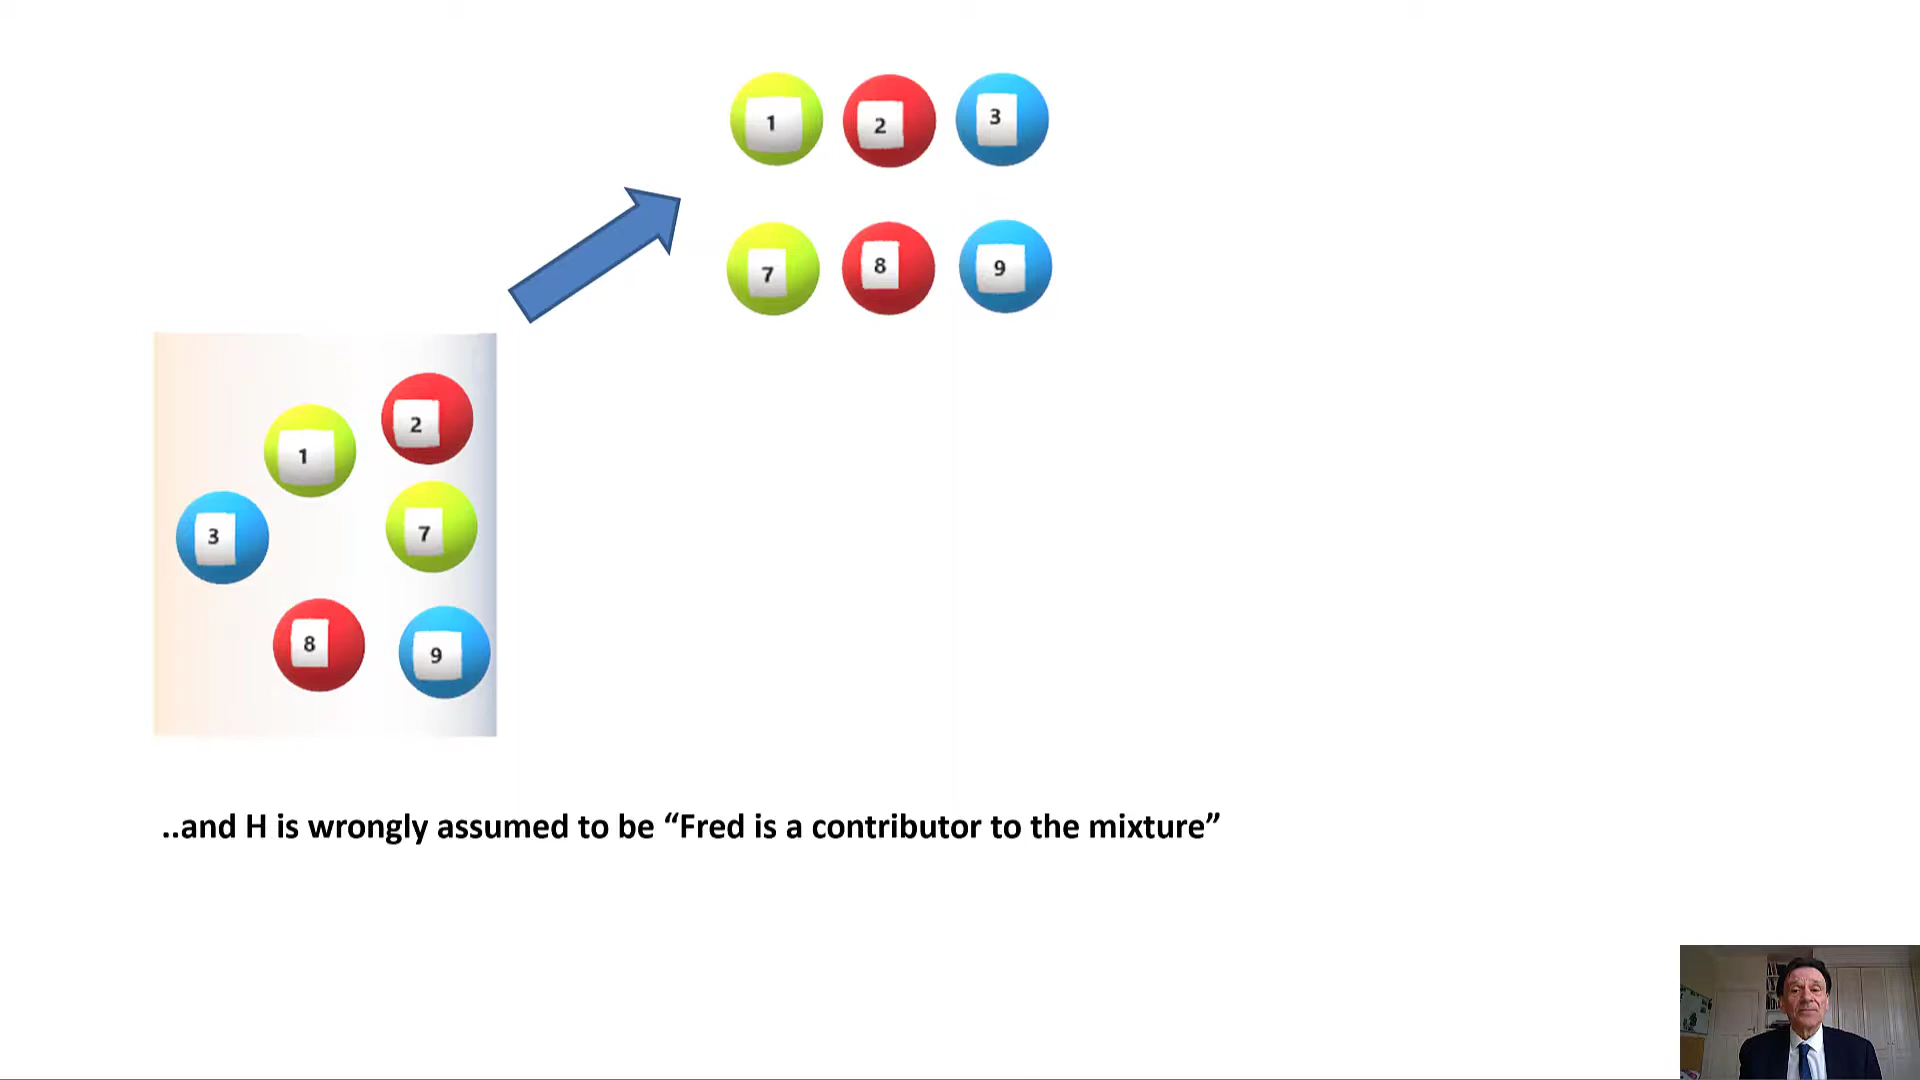 1 2 3
7 8 9
2
1
7
3
8
9
..and H is wrongly assumed to be “Fred is a contributor to the mixture”